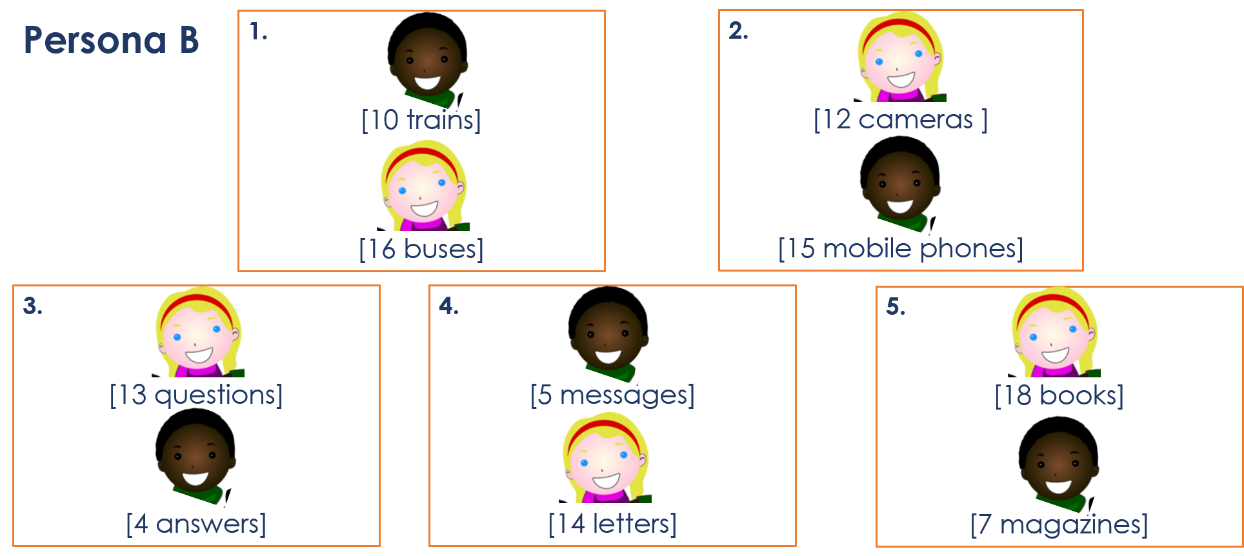 Persona B
1.
[10 trains]
[16 buses]
2.
[12 cameras ]
[15 mobile phones]
3.
[13 questions]
[4 answers]
4.
[5 messages]
[14 letters]
5.
[18 books]
[7 magazines]